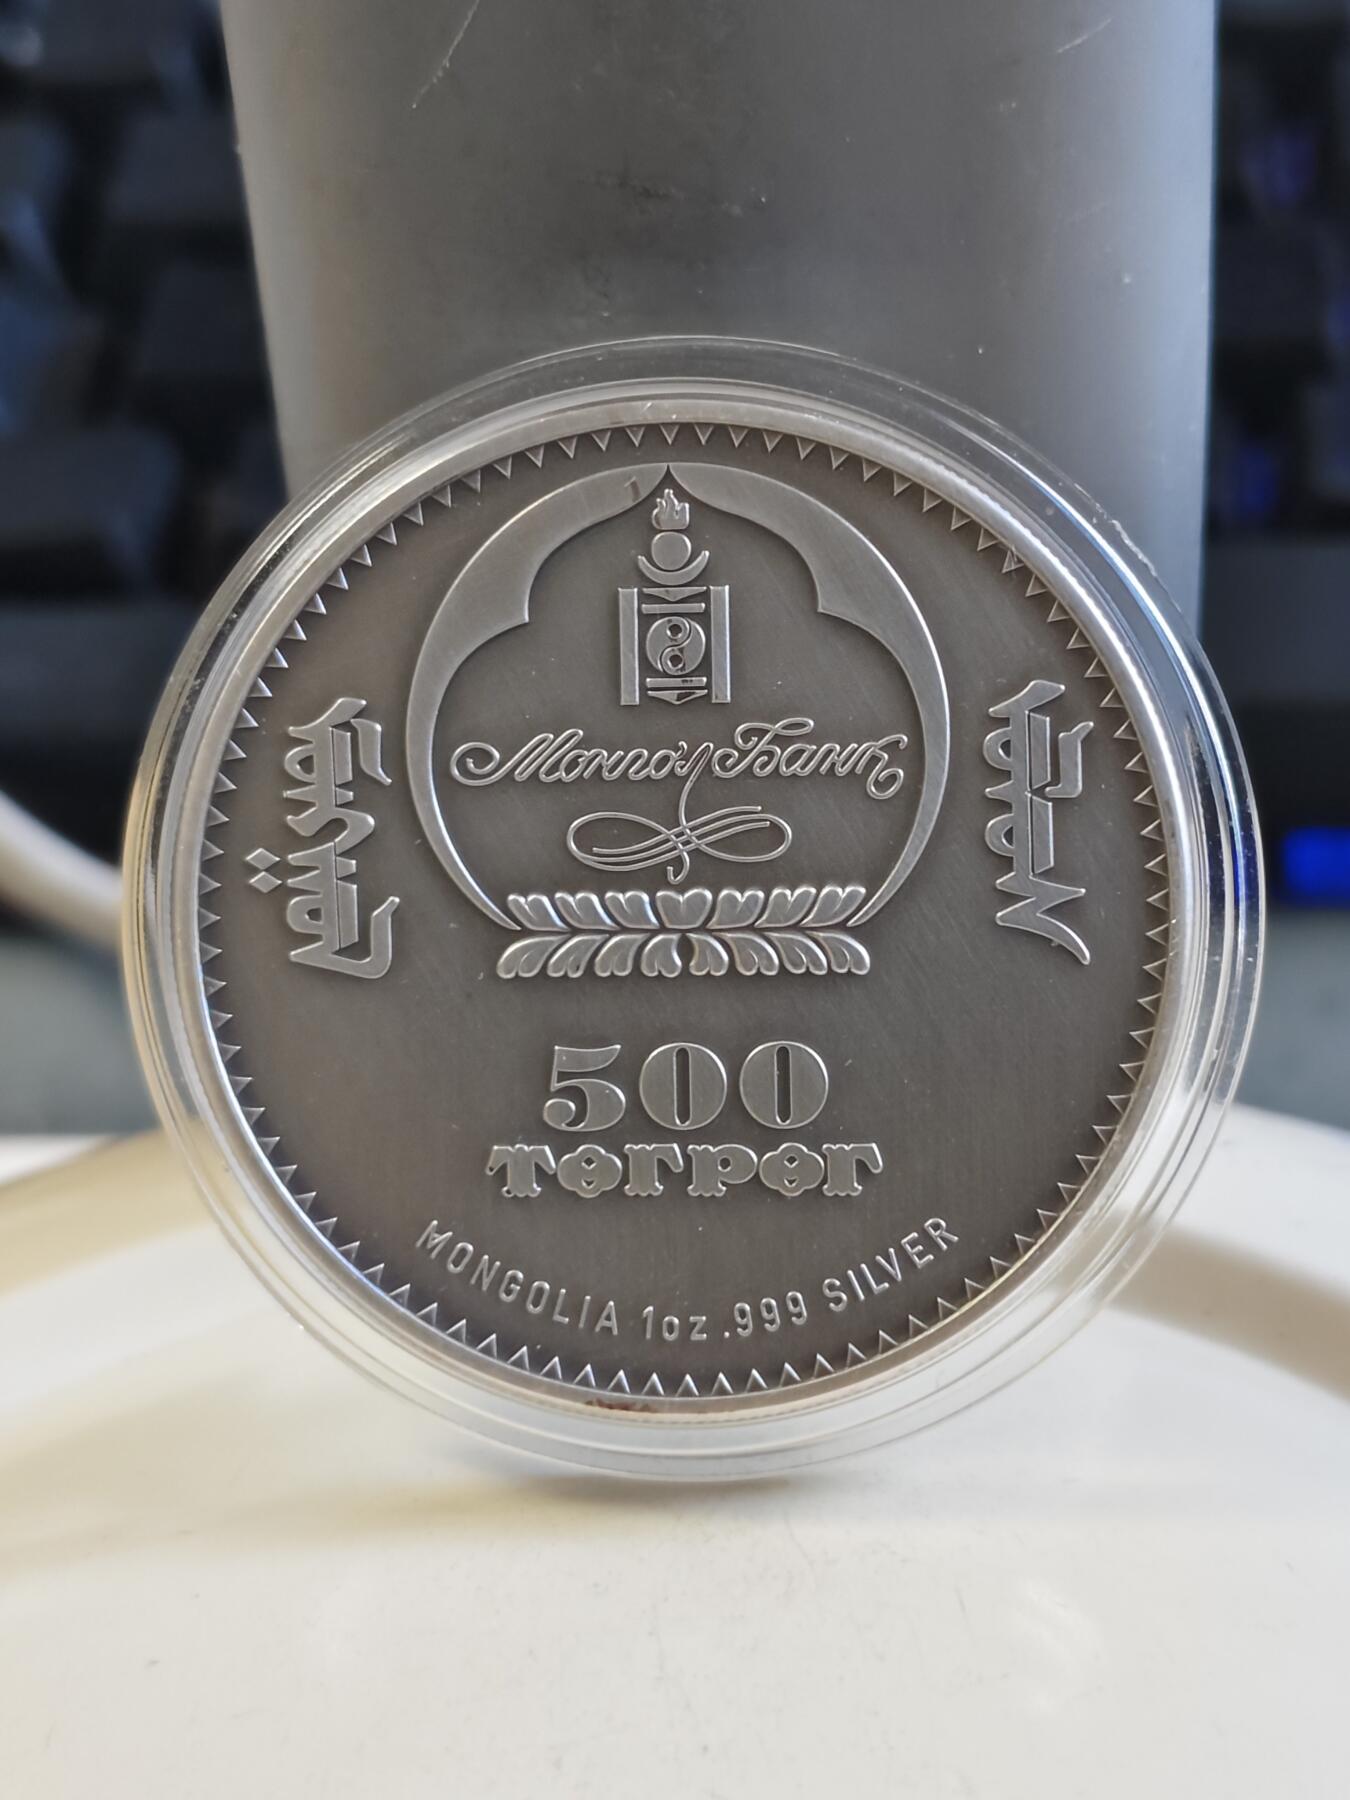 Монгол Банк
500
төгрөг
MONGOLIA 1oz .999 SILVER